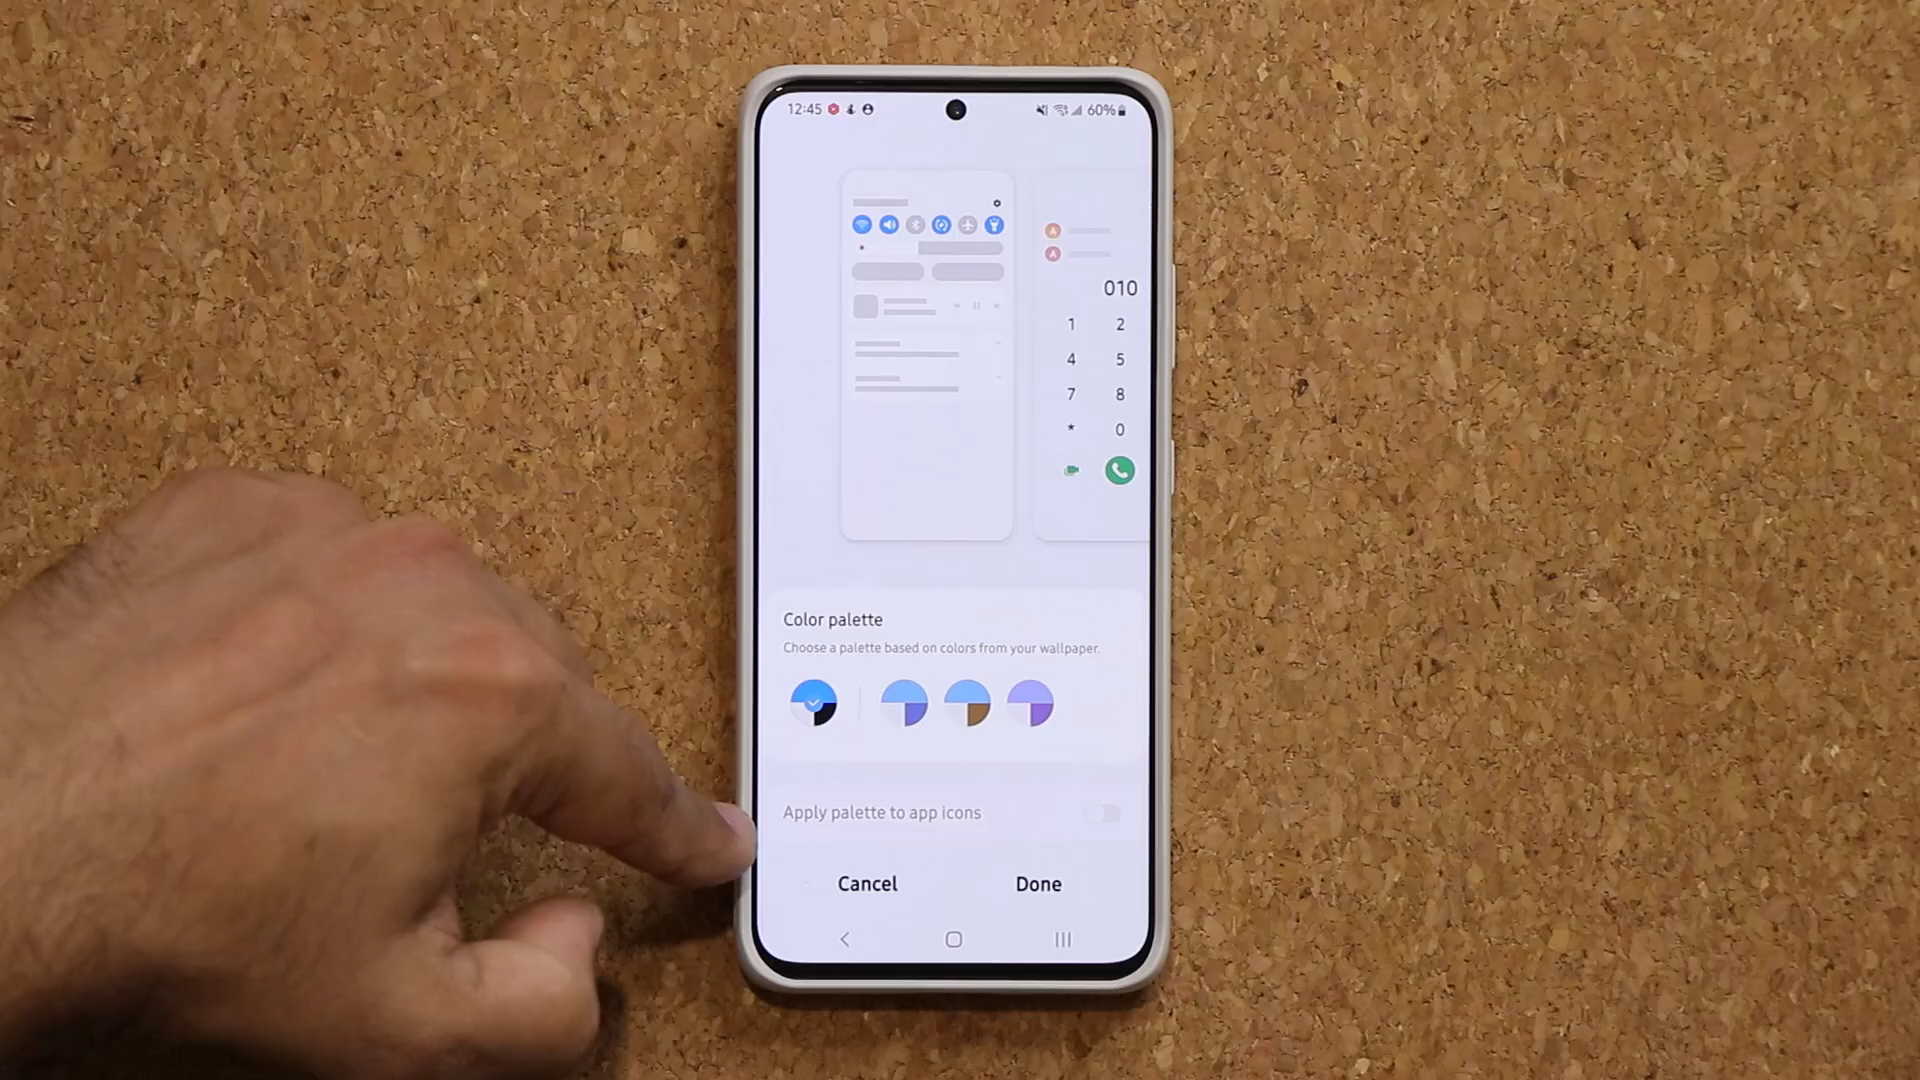 12:45 60%
A
A
010
1 2
4 5
7 8
* 0
Color palette
Choose a palette based on colors from your wallpaper.
Apply palette to app icons
Cancel Done